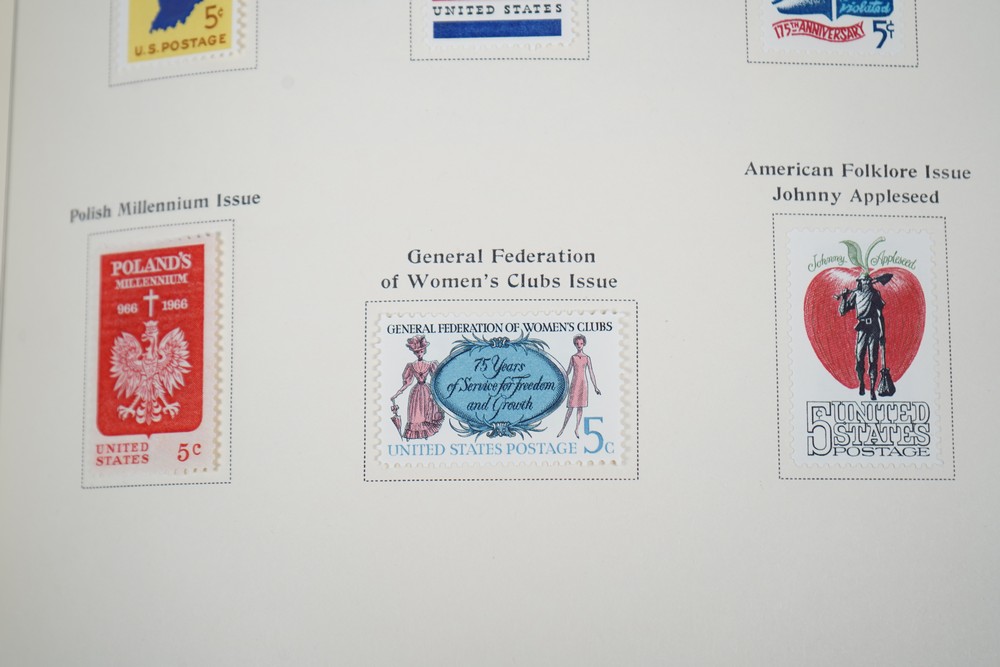 5¢
U.S. POSTAGE
UNITED STATES
175TH ANNIVERSARY
5¢
Polish Millennium Issue
POLAND'S
MILLENNIUM
966 1966
UNITED
STATES 5¢
General Federation
of Women's Clubs Issue
GENERAL FEDERATION OF WOMEN'S CLUBS
75 Years
of Service for Freedom
and Growth
UNITED STATES POSTAGE 5C
American Folklore Issue
Johnny Appleseed
Johnny Appleseed
5 UNITED
STATES
POSTAGE